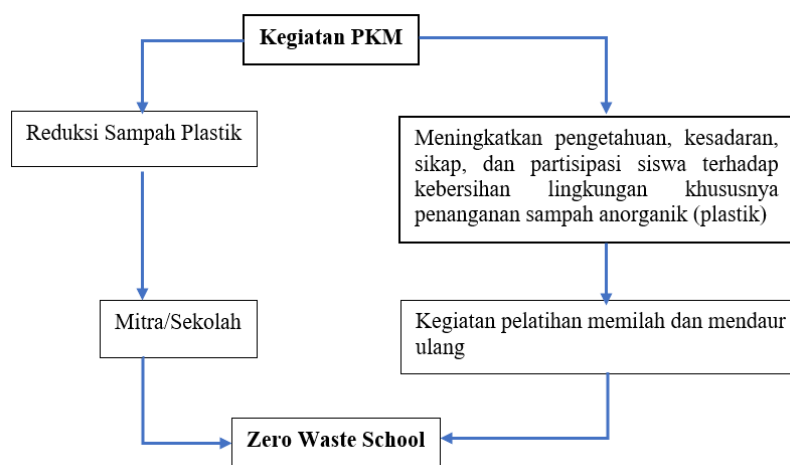 Kegiatan PKM
Reduksi Sampah Plastik
Meningkatkan pengetahuan, kesadaran,
sikap, dan partisipasi siswa terhadap
kebersihan lingkungan khususnya
penanganan sampah anorganik (plastik)
Mitra/Sekolah
Kegiatan pelatihan memilah dan mendaur
ulang
Zero Waste School